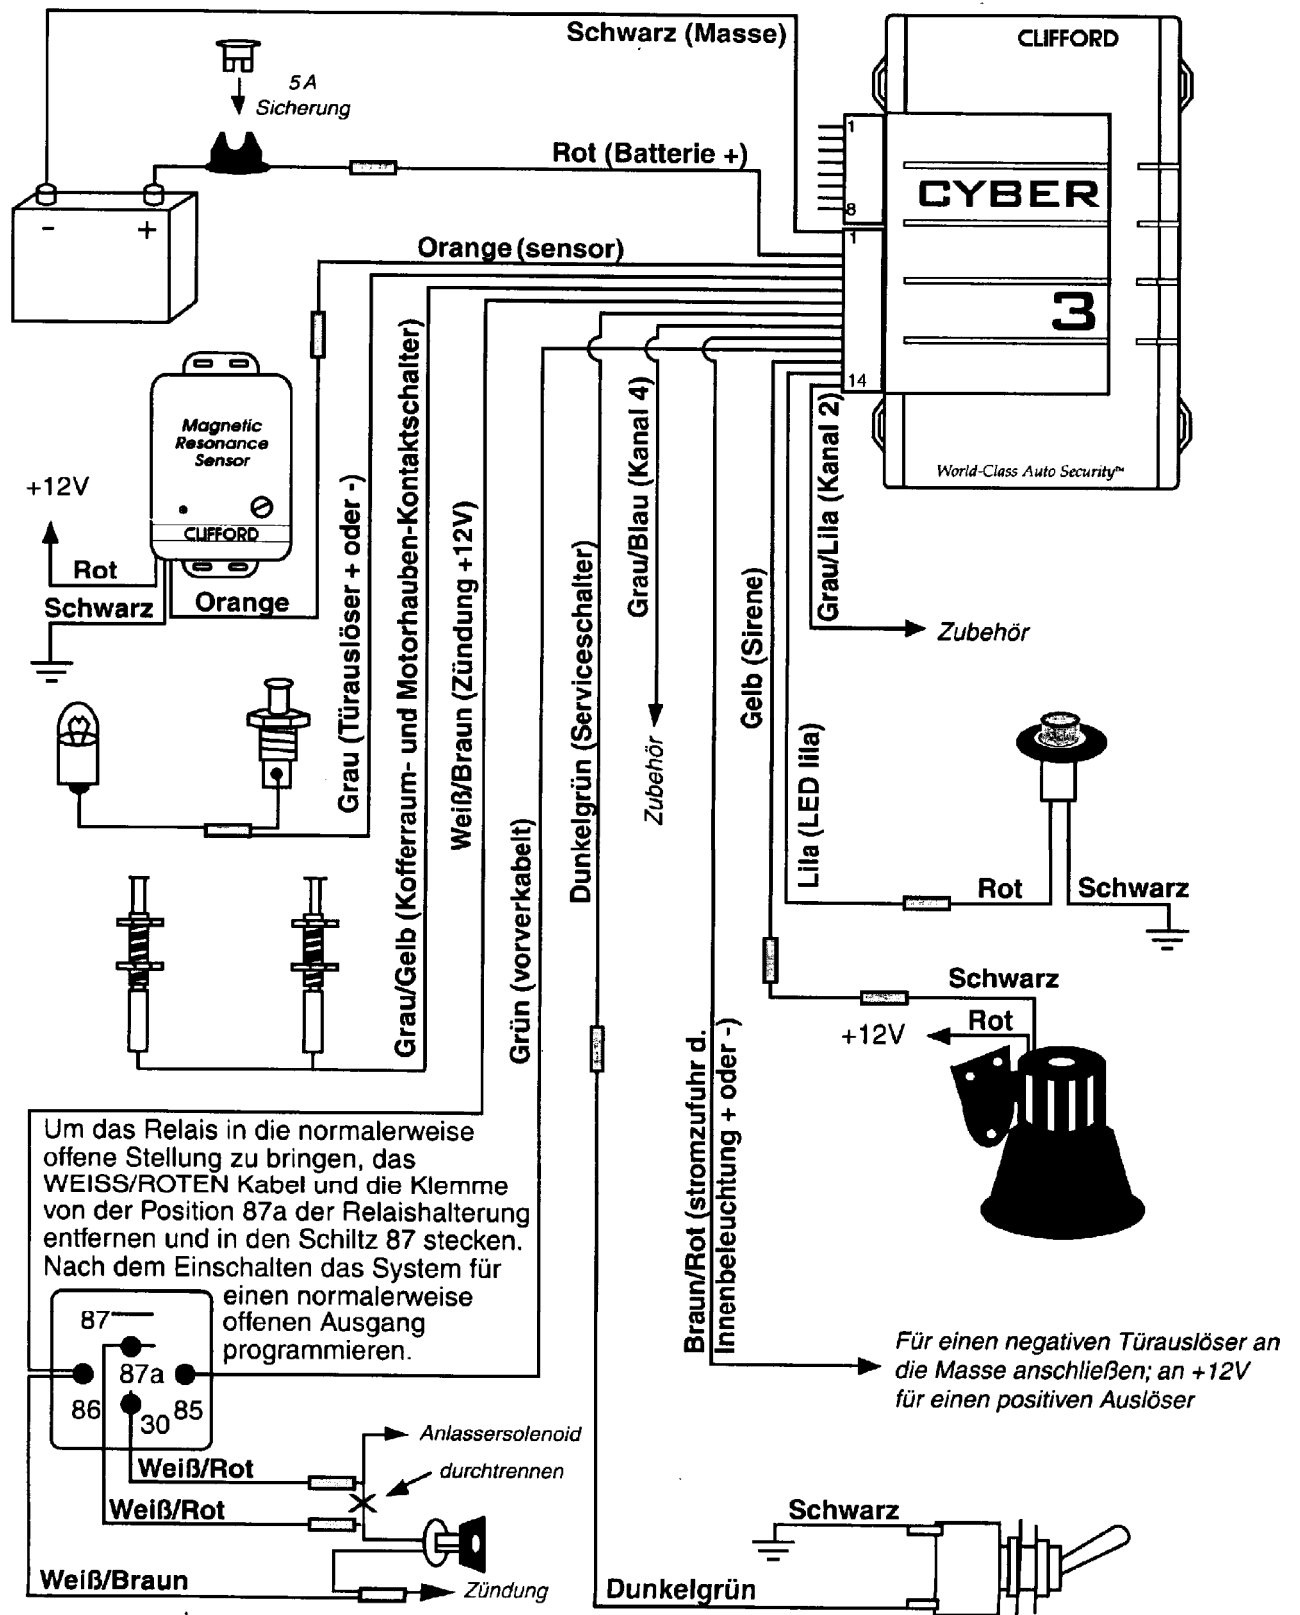 Schwarz (Masse)
CLIFFORD
5A
Sicherung
Rot (Batterie +)
1
8
CYBER
- +
Orange (sensor)
1
3
14
Magnetic
Resonance
Sensor
CLIFFORD
World-Class Auto Security™
+12V
Rot
Schwarz
Orange
Grau (Türauslöser + oder -)
Grau/Gelb (Kofferraum- und Motorhauben-Kontaktschalter)
Weiß/Braun (Zündung +12V)
Grün (vorverkabelt)
Dunkelgrün (Serviceschalter)
Grau/Blau (Kanal 4)
Zubehör
Braun/Rot (stromzufuhr d.
Innenbeleuchtung + oder -)
Gelb (Sirene)
Lila (LED lila)
Grau/Lila (Kanal 2)
Zubehör
Rot
Schwarz
Schwarz
+12V
Rot
Um das Relais in die normalerweise
offene Stellung zu bringen, das
WEISS/ROTEN Kabel und die Klemme
von der Position 87a der Relaishalterung
entfernen und in den Schiltz 87 stecken.
Nach dem Einschalten das System für
einen normalerweise
offenen Ausgang
programmieren.
87
87a
86
30
85
Für einen negativen Türauslöser an
die Masse anschließen; an +12V
für einen positiven Auslöser
Anlassersolenoid
durchtrennen
Weiß/Rot
Weiß/Rot
Weiß/Braun
Zündung
Schwarz
Dunkelgrün